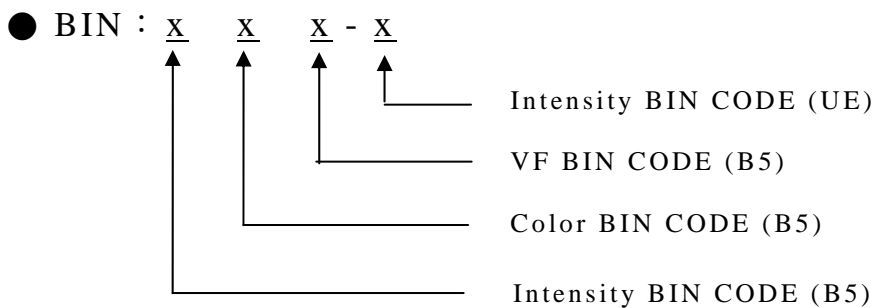 ● BIN : x x x - x
Intensity BIN CODE (UE)
VF BIN CODE (B5)
Color BIN CODE (B5)
Intensity BIN CODE (B5)